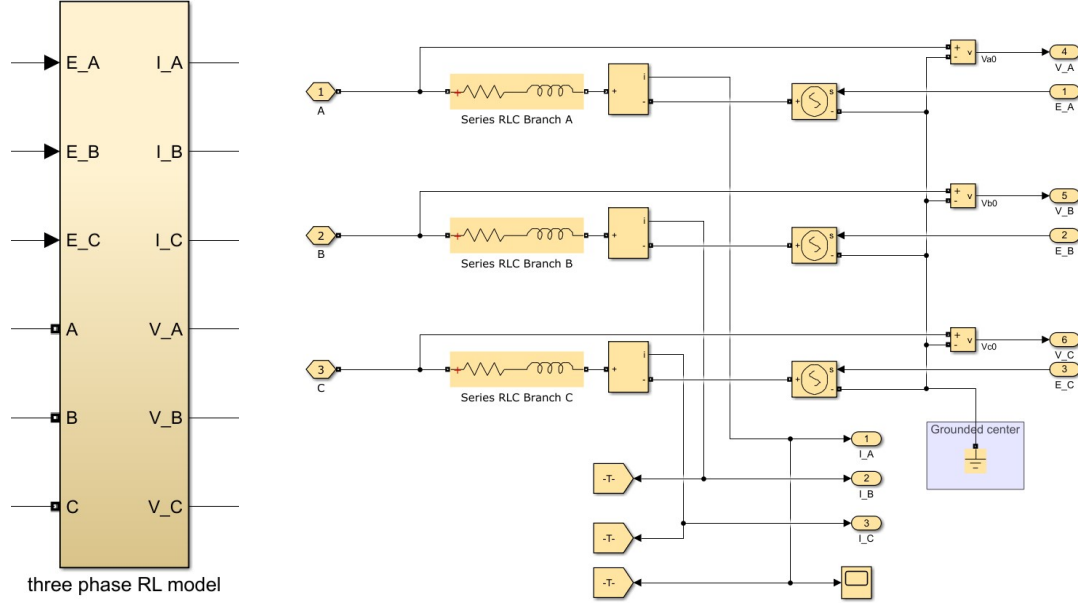 E_A I_A
E_B I_B
E_C I_C
A V_A
B V_B
C V_C
three phase RL model
+ - v
Va0
4
V_A
1
A
+
Series RLC Branch A
i
+ -
+ s -
1
E_A
+ - v
Vb0
5
V_B
2
B
+
Series RLC Branch B
i
+ -
+ s -
2
E_B
+ - v
Vc0
6
V_C
3
C
+
Series RLC Branch C
i
+ -
+ s -
3
E_C
Grounded center
1
I_A
-T-
2
I_B
-T-
3
I_C
-T-